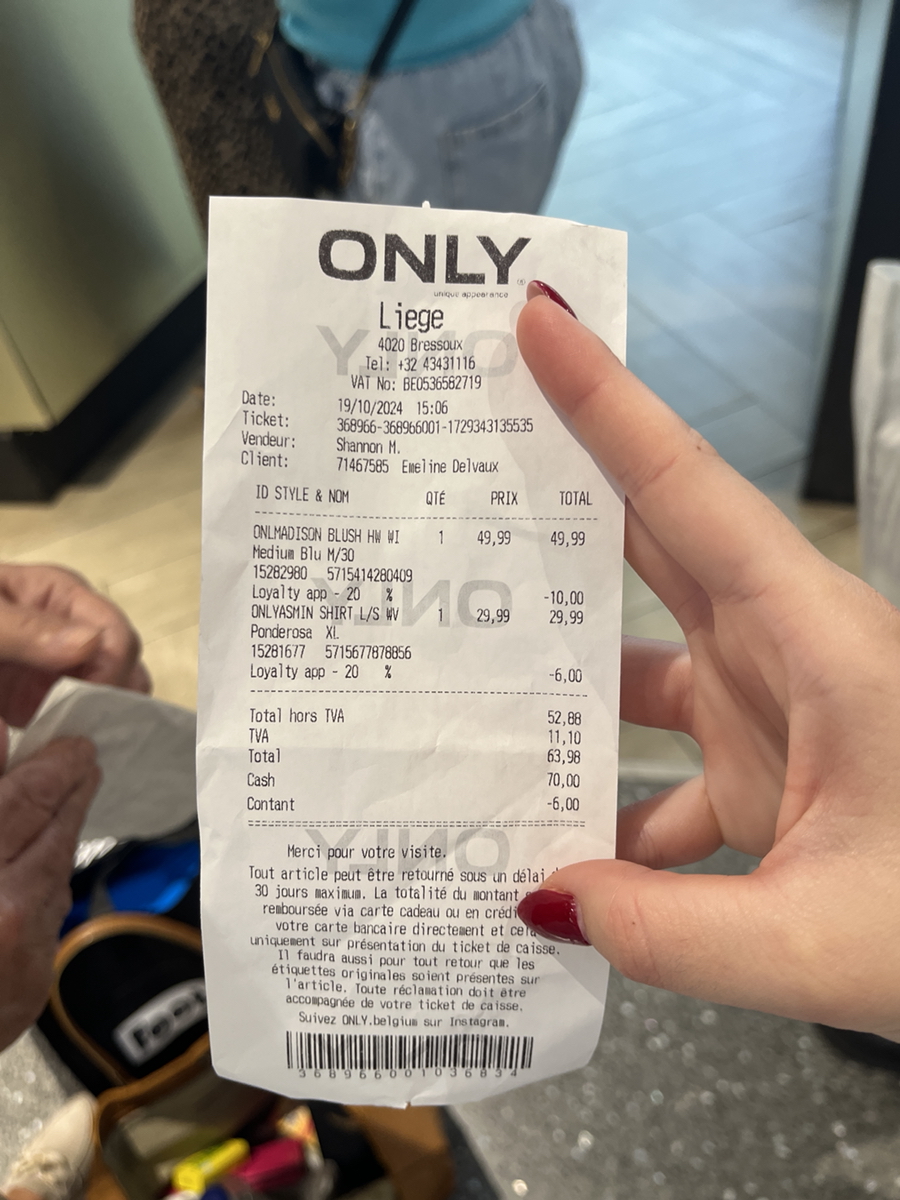 ONLY
unique appearance
Liege
4020 Bressoux
Tel: +32 43431116
VAT No: BE0536582719
Date: 19/10/2024 15:06
Ticket: 368966-368966001-1729343135535
Vendeur: Shannon M.
Client: 71467585 Emeline Delvaux
ID STYLE & NOM QTÉ PRIX TOTAL
ONLMADISON BLUSH HW WI 1 49,99 49,99
Medium Blu M/30
15282980 5715414280409
Loyalty app - 20 % -10,00
ONLYASMIN SHIRT L/S WV 1 29,99 29,99
Ponderosa XL
15281677 5715677878856
Loyalty app - 20 % -6,00
Total hors TVA 52,88
TVA 11,10
Total 63,98
Cash 70,00
Contant -6,00
Merci pour votre visite.
Tout article peut être retourné sous un délai
30 jours maximum. La totalité du montant
remboursée via carte cadeau ou en crédi
votre carte bancaire directement et
uniquement sur présentation du ticket de caisse.
Il faudra aussi pour tout retour que les
étiquettes originales soient présentes sur
l'article. Toute réclamation doit être
accompagnée de votre ticket de caisse.
Suivez ONLY.belgium sur Instagram.
368966001036834